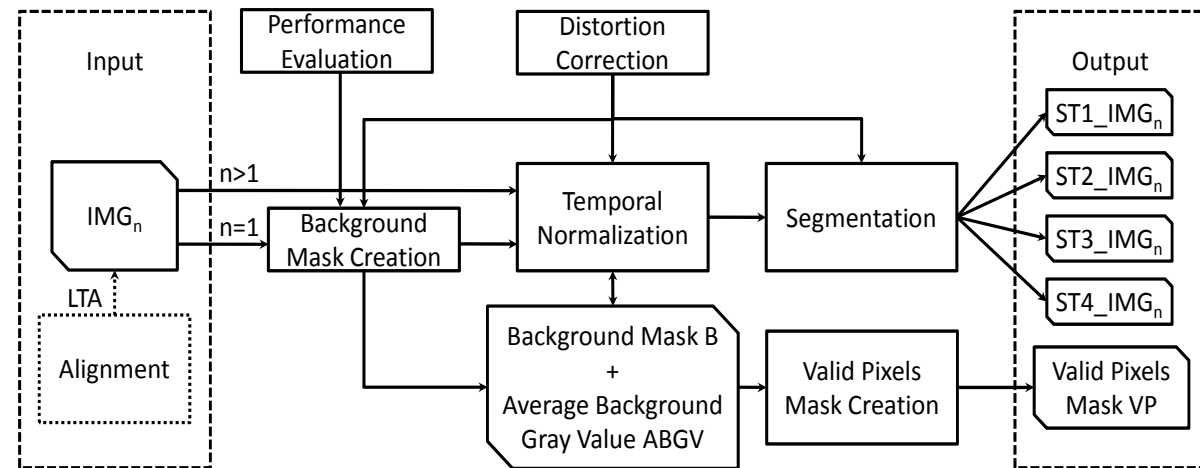 Performance
Evaluation
Distortion
Correction
Input
Output
ST1_IMGn
ST2_IMGn
ST3_IMGn
ST4_IMGn
n>1
n=1
IMGn
Background
Mask Creation
Temporal
Normalization
Segmentation
LTA
Alignment
Background Mask B
+
Average Background
Gray Value ABGV
Valid Pixels
Mask Creation
Valid Pixels
Mask VP